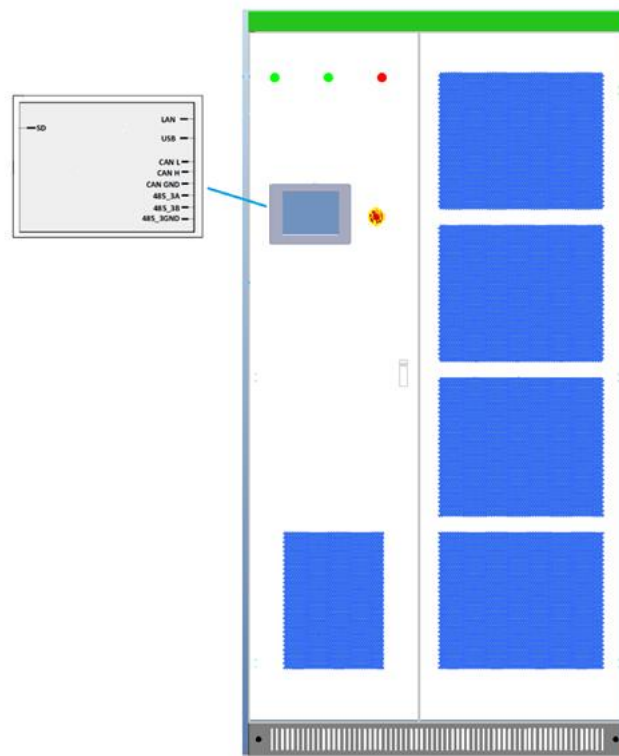 SD
LAN
USB
CAN L
CAN H
CAN GND
485_3A
485_3B
485_3GND